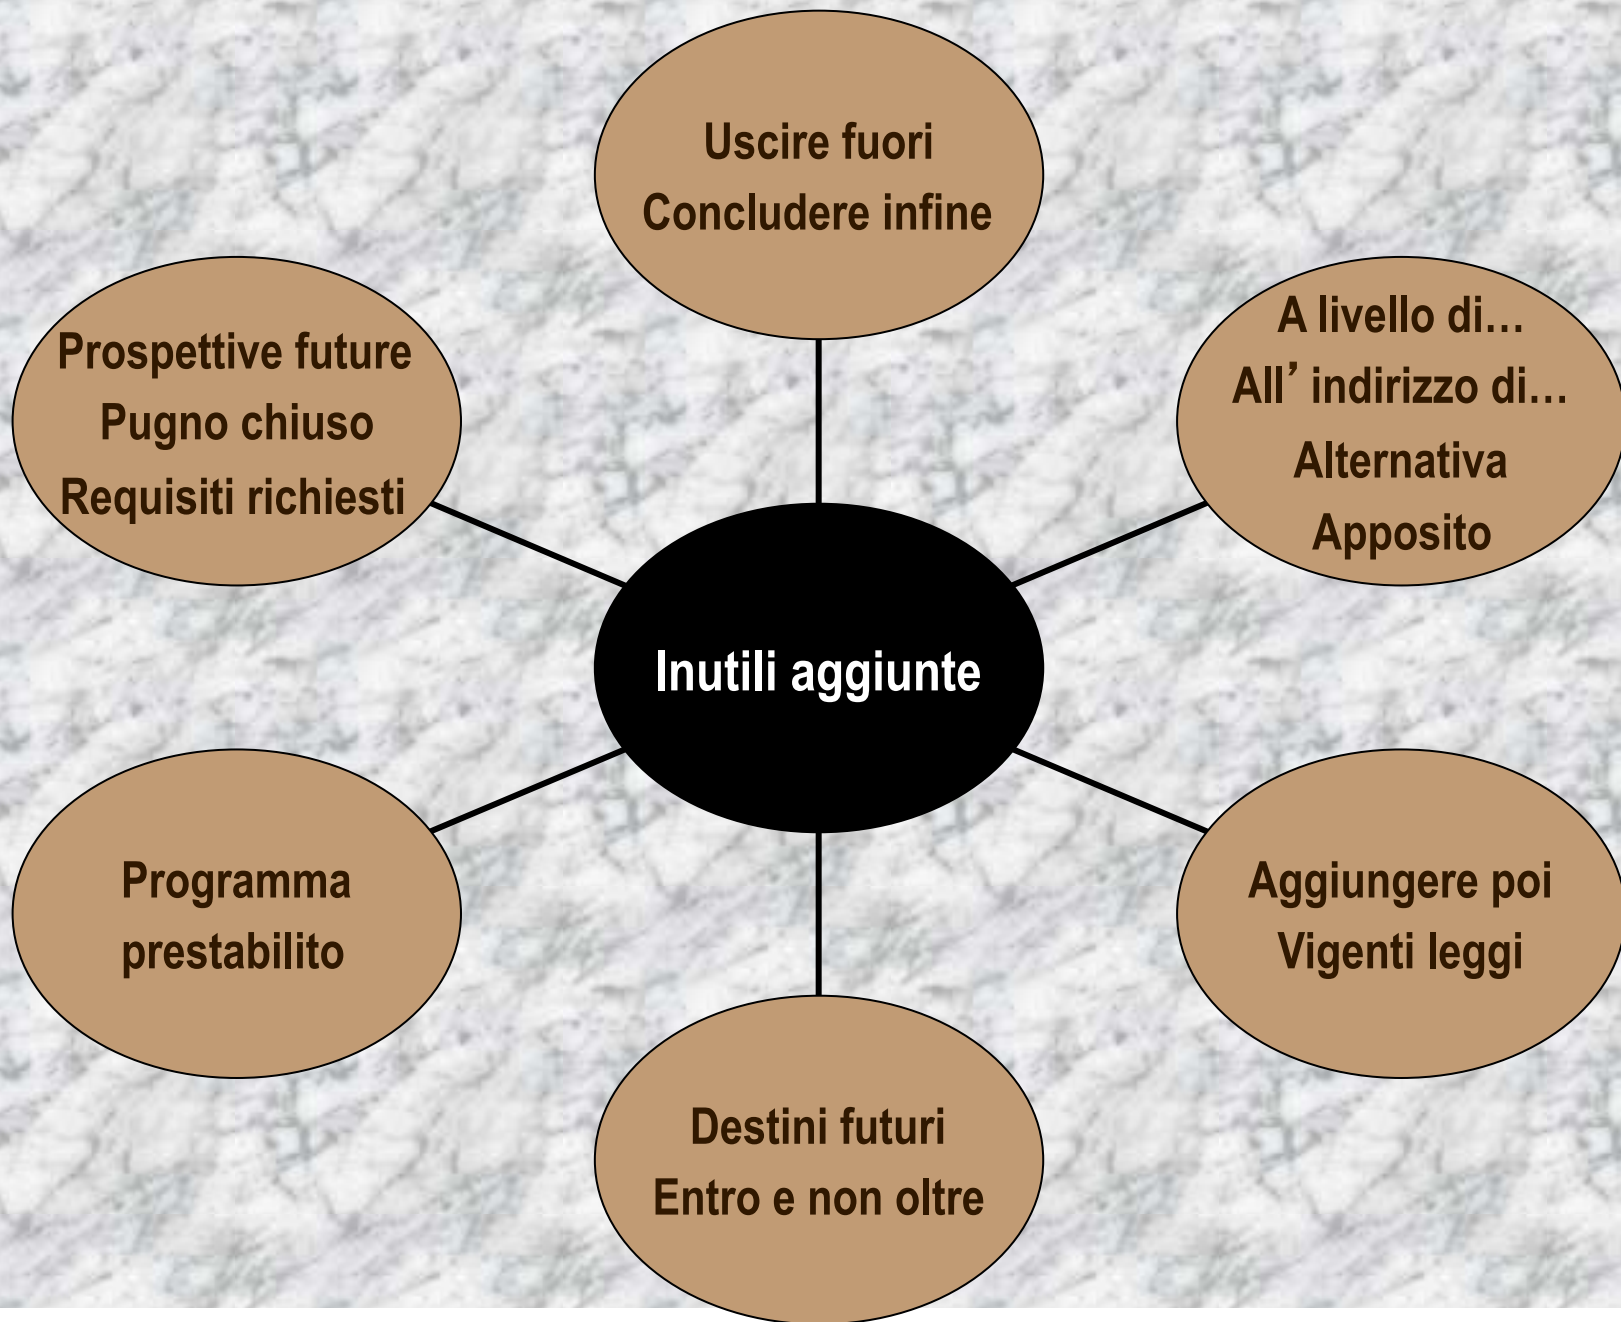 Uscire fuori
Concludere infine
A livello di…
All’ indirizzo di…
Alternativa
Apposito
Aggiungere poi
Vigenti leggi
Destini futuri
Entro e non oltre
Programma
prestabilito
Prospettive future
Pugno chiuso
Requisiti richiesti
Inutili aggiunte